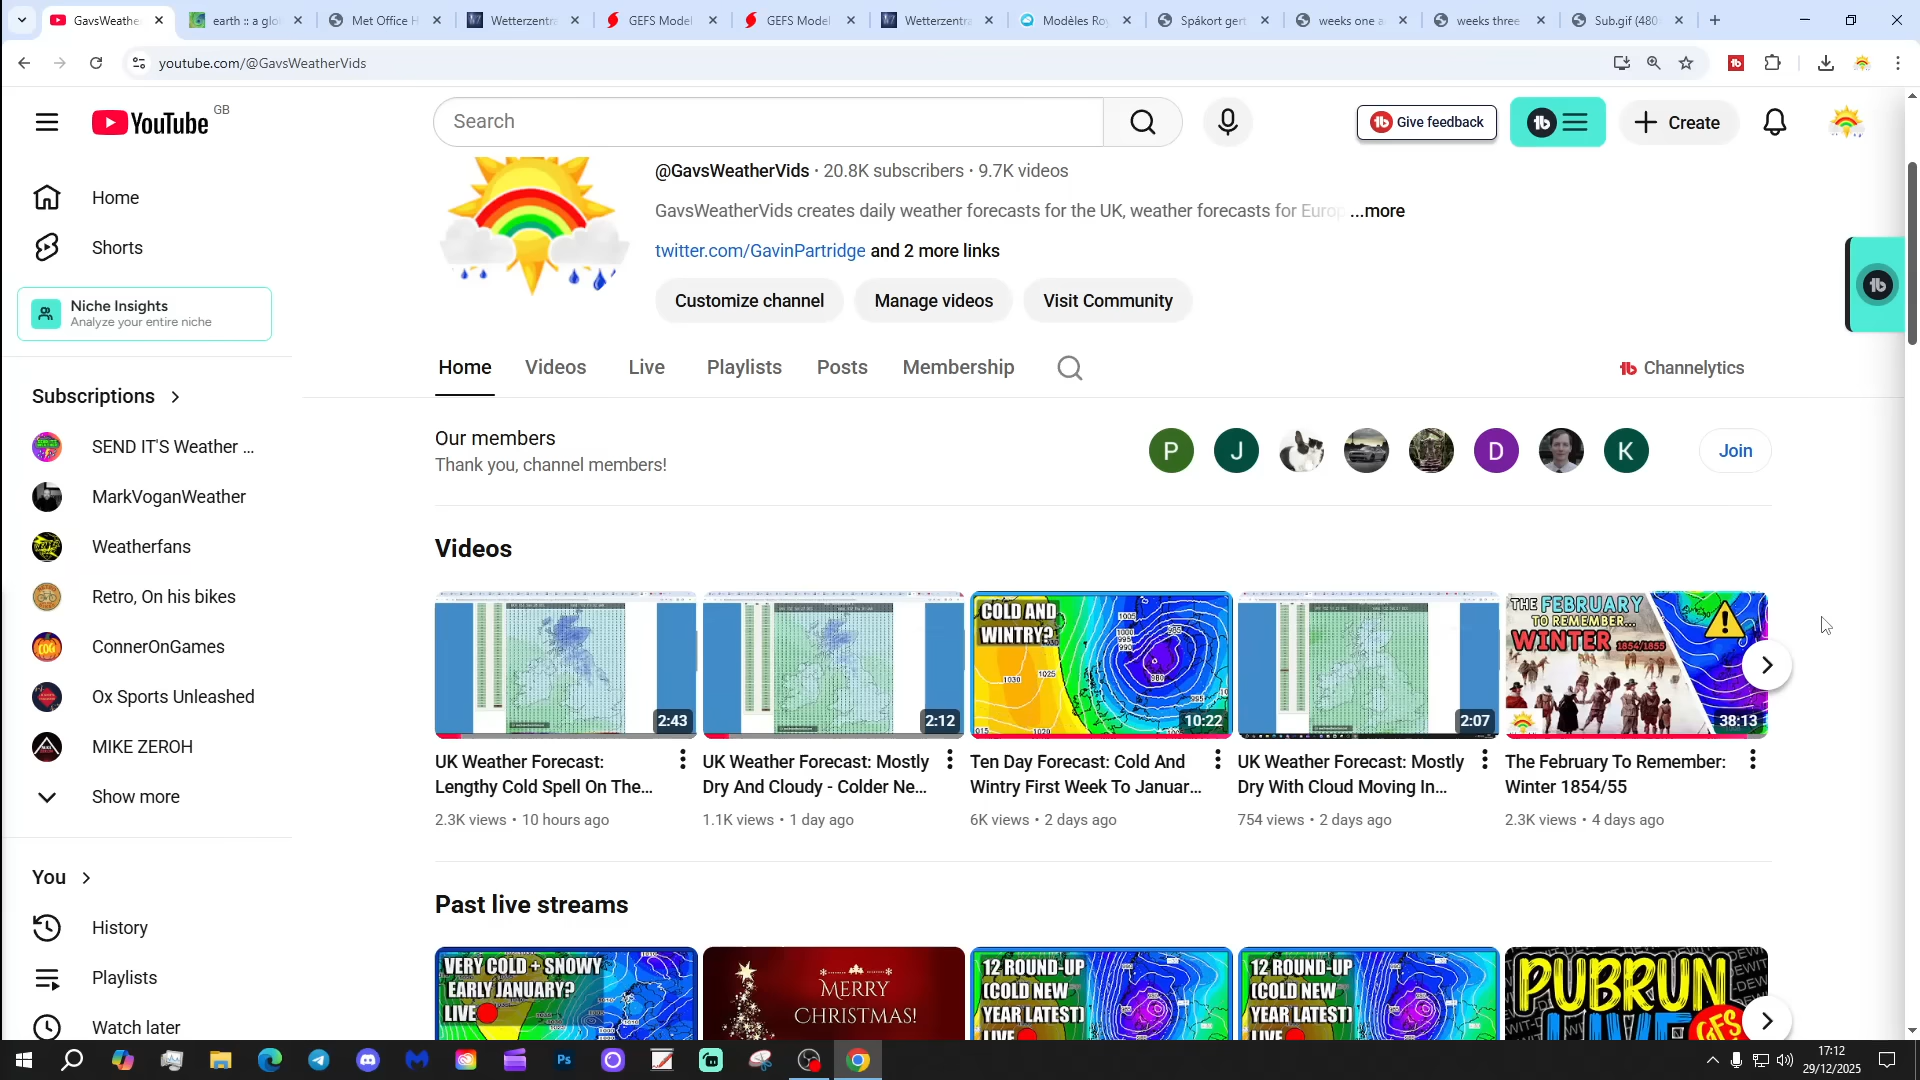 GavsWeathe
earth :: a glo
Met Office H
Wetterzentr
GEFS Model
GEFS Model
Wetterzentr
Modèles Roy
Spákort gert
weeks one a
weeks three
Sub.gif (480
youtube.com/@GavsWeatherVids
YouTube
GB
Search
Give feedback
Create
@GavsWeatherVids · 20.8K subscribers · 9.7K videos
GavsWeatherVids creates daily weather forecasts for the UK, weather forecasts for Europ ...more
twitter.com/GavinPartridge and 2 more links
Customize channel
Manage videos
Visit Community
Home
Shorts
Niche Insights
Analyze your entire niche
Subscriptions
SEND IT'S Weather ...
MarkVoganWeather
Weatherfans
Retro, On his bikes
ConnerOnGames
Ox Sports Unleashed
MIKE ZEROH
Show more
You
History
Playlists
Watch later
Home Videos Live Playlists Posts Membership
Channelytics
Our members
Thank you, channel members!
P J D K
Join
Videos
2:43
2:12
COLD AND
WINTRY?
10:22
2:07
THE FEBRUARY
TO REMEMBER...
WINTER 1854/1855
38:13
UK Weather Forecast:
Lengthy Cold Spell On The...
2.3K views • 10 hours ago
UK Weather Forecast: Mostly
Dry And Cloudy - Colder Ne...
1.1K views • 1 day ago
Ten Day Forecast: Cold And
Wintry First Week To Januar...
6K views • 2 days ago
UK Weather Forecast: Mostly
Dry With Cloud Moving In...
754 views • 2 days ago
The February To Remember:
Winter 1854/55
2.3K views • 4 days ago
Past live streams
VERY COLD + SNOWY
EARLY JANUARY?
LIVE
MERRY
CHRISTMAS!
12 ROUND-UP
(COLD NEW
YEAR LATEST)
LIVE
12 ROUND-UP
(COLD NEW
YEAR LATEST)
LIVE
PUBRUN
LIVE
GFS
17:12
29/12/2025